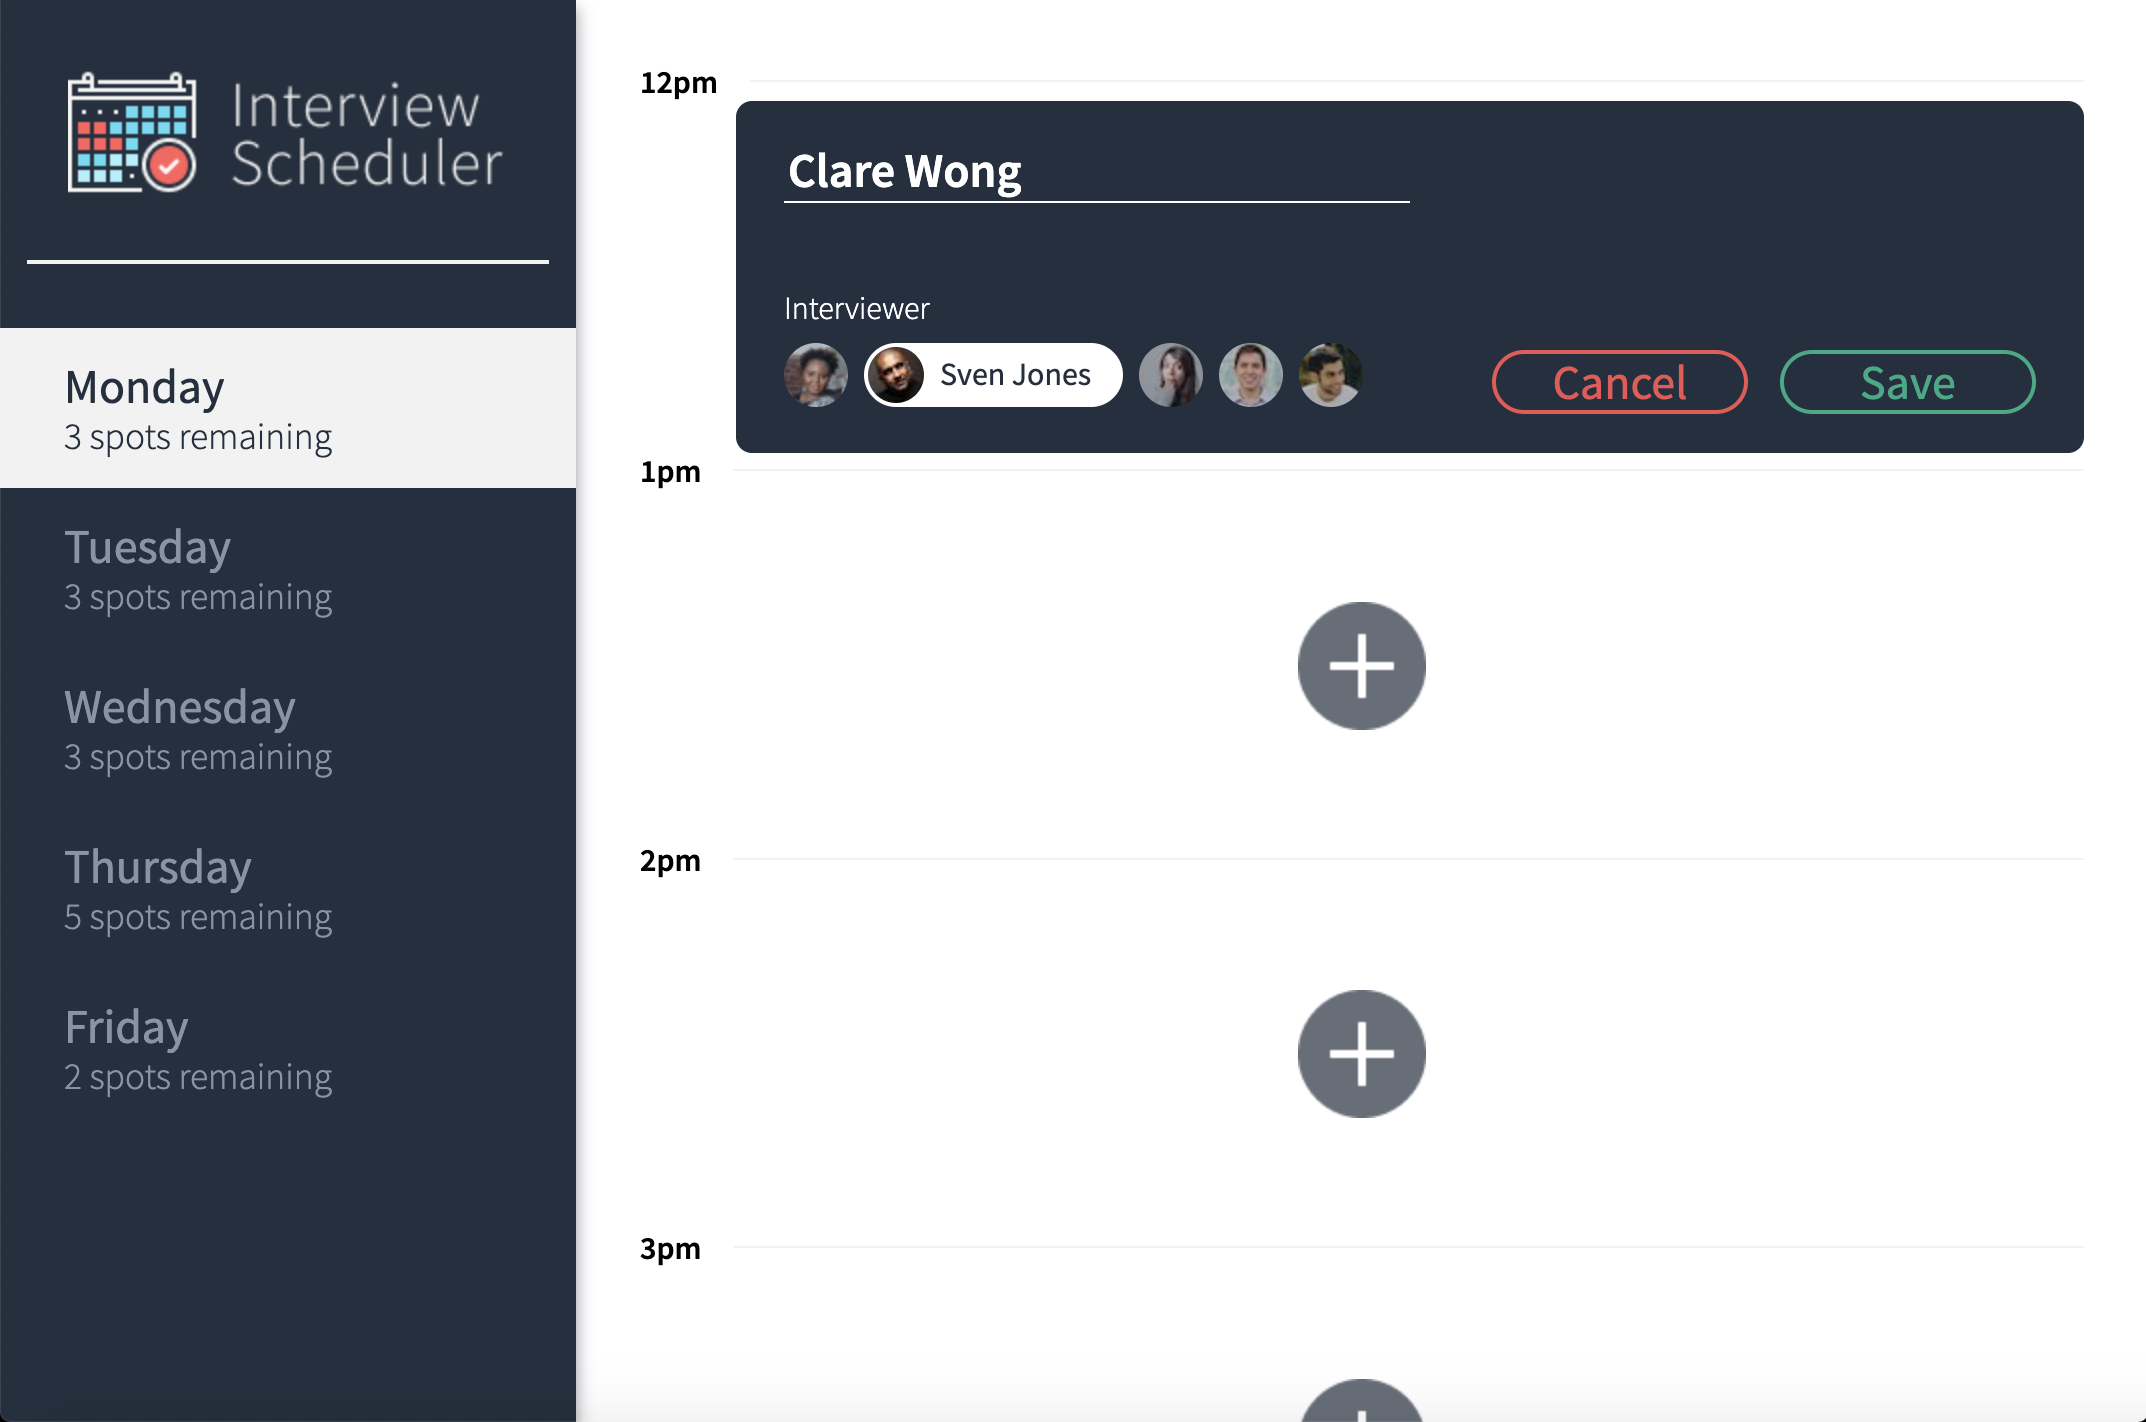 Interview
Scheduler
Monday
3 spots remaining
Tuesday
3 spots remaining
Wednesday
3 spots remaining
Thursday
5 spots remaining
Friday
2 spots remaining
12pm
Clare Wong
Interviewer
Sven Jones
Cancel
Save
1pm
2pm
3pm